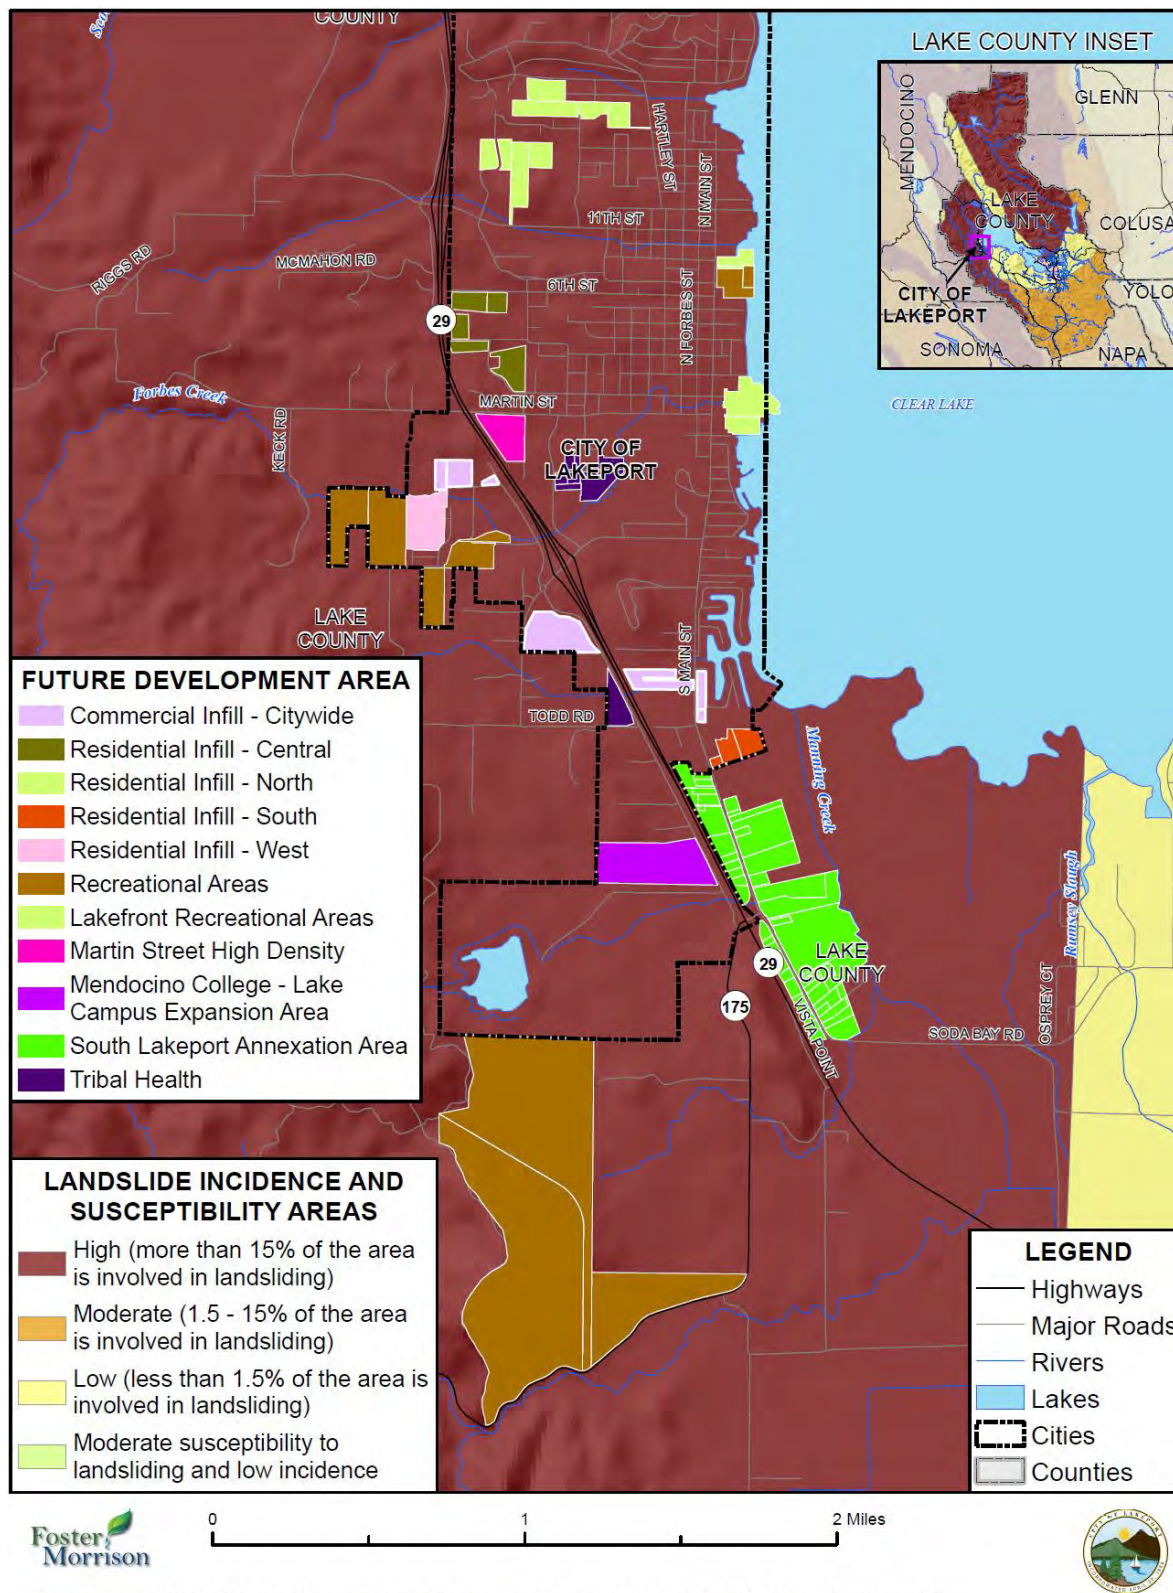 COUNTY
LAKE COUNTY INSET
MENDOCINO
GLENN
LAKE
COUNTY
COLUSA
CITY OF
LAKEPORT
YOLO
SONOMA
NAPA
HARTLEY ST
N MAIN ST
11TH ST
RIGGS RD
MCMAHON RD
6TH ST
N FORBES ST
29
Forbes Creek
MARTIN ST
CLEAR LAKE
KECK RD
CITY OF
LAKEPORT
LAKE
COUNTY
S MAIN ST
TODD RD
Manning Creek
Rumsey Slough
LAKE
COUNTY
29
175
VISTA POINT
SODA BAY RD
OSPREY CT
FUTURE DEVELOPMENT AREA
Commercial Infill - Citywide
Residential Infill - Central
Residential Infill - North
Residential Infill - South
Residential Infill - West
Recreational Areas
Lakefront Recreational Areas
Martin Street High Density
Mendocino College - Lake
Campus Expansion Area
South Lakeport Annexation Area
Tribal Health
LANDSLIDE INCIDENCE AND
SUSCEPTIBILITY AREAS
High (more than 15% of the area
is involved in landsliding)
Moderate (1.5 - 15% of the area
is involved in landsliding)
Low (less than 1.5% of the area is
involved in landsliding)
Moderate susceptibility to
landsliding and low incidence
LEGEND
Highways
Major Roads
Rivers
Lakes
Cities
Counties
Foster
Morrison
0
1
2 Miles
CITY OF LAKEPORT